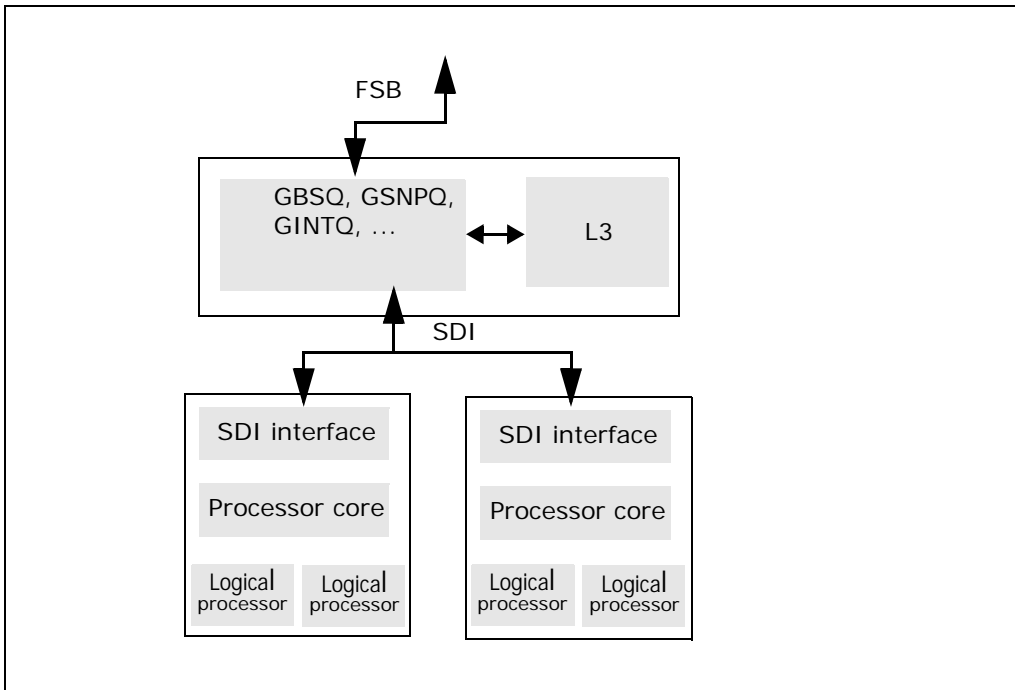 FSB
GBSQ, GSNPQ,
GINTQ, ...
L3
SDI
SDI interface
Processor core
Logical
processor
Logical
processor
SDI interface
Processor core
Logical
processor
Logical
processor